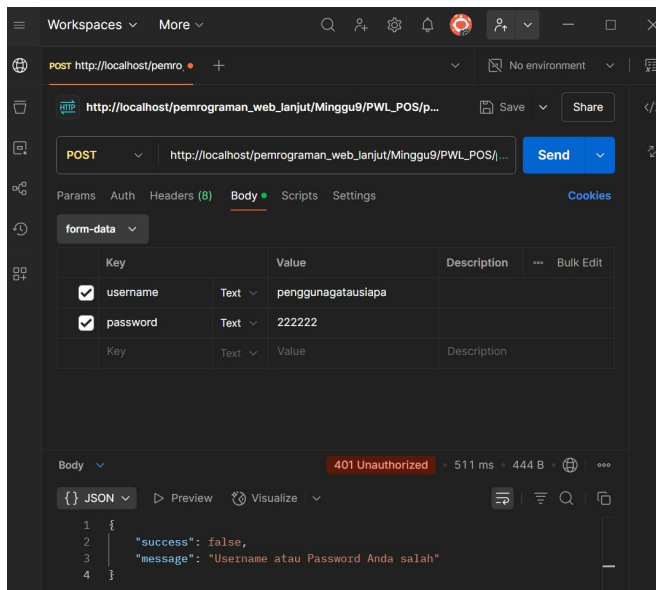 Workspaces More
POST http://localhost/pemro
No environment
HTTP http://localhost/pemrograman_web_lanjut/Minggu9/PWL_POS/p... Save Share
POST http://localhost/pemrograman_web_lanjut/Minggu9/PWL_POS/... Send
Params Auth Headers (8) Body Scripts Settings Cookies
form-data
Key Value Description Bulk Edit
username Text penggunagatausiapa
password Text 222222
Key Text Value Description
Body 401 Unauthorized 511 ms 444 B
{} JSON Preview Visualize
1 {
2 "success": false,
3 "message": "Username atau Password Anda salah"
4 }